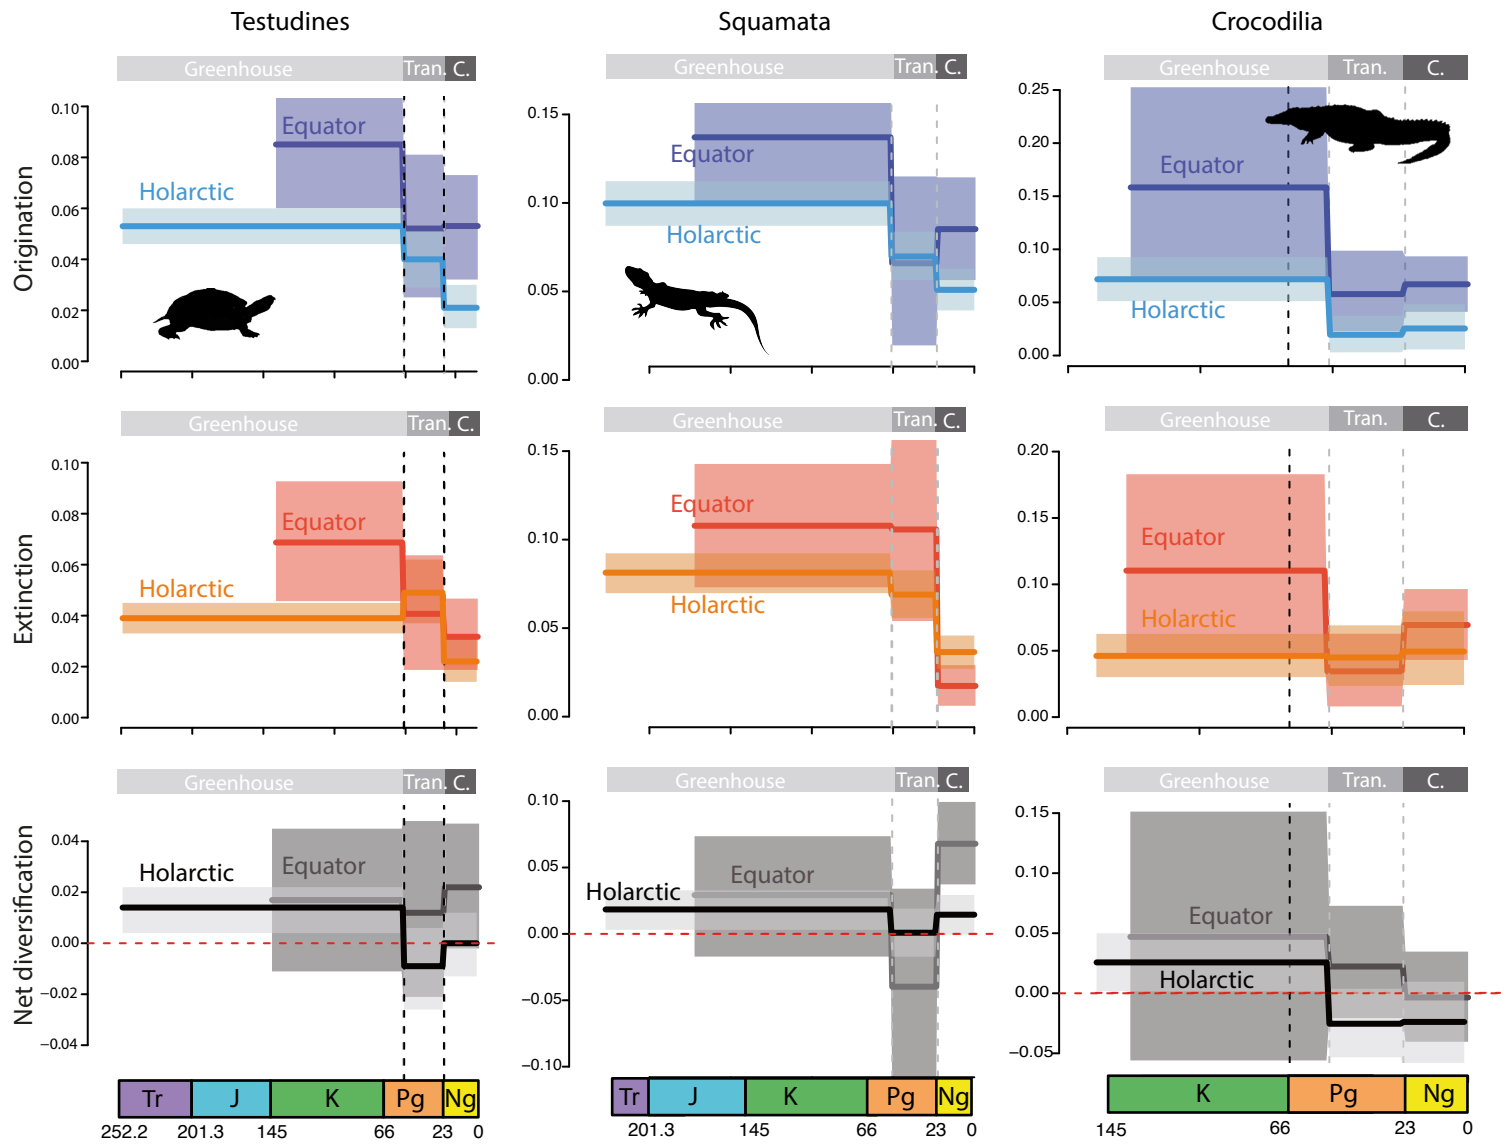 Testudines Squamata Crocodilia
Greenhouse Tran. C. Greenhouse Tran. C. Greenhouse Tran. C.
Origination
0.10
0.08
0.06
0.04
0.02
0.00
Equator
Holarctic
0.15
0.10
0.05
0.00
Equator
Holarctic
0.25
0.20
0.15
0.10
0.05
0.00
Equator
Holarctic
Greenhouse Tran. C. Greenhouse Tran. C. Greenhouse Tran. C.
Extinction
0.10
0.08
0.06
0.04
0.02
0.00
Equator
Holarctic
0.15
0.10
0.05
0.00
Equator
Holarctic
0.20
0.15
0.10
0.05
0.00
Equator
Holarctic
Greenhouse Tran. C. Greenhouse Tran. C. Greenhouse Tran. C.
Net diversification
0.04
0.02
0.00
−0.02
−0.04
Holarctic Equator
0.10
0.05
0.00
−0.05
−0.10
Equator
Holarctic
0.15
0.10
0.05
0.00
−0.05
Equator
Holarctic
Tr J K Pg Ng Tr J K Pg Ng K Pg Ng
252.2 201.3 145 66 23 0 201.3 145 66 23 0 145 66 23 0